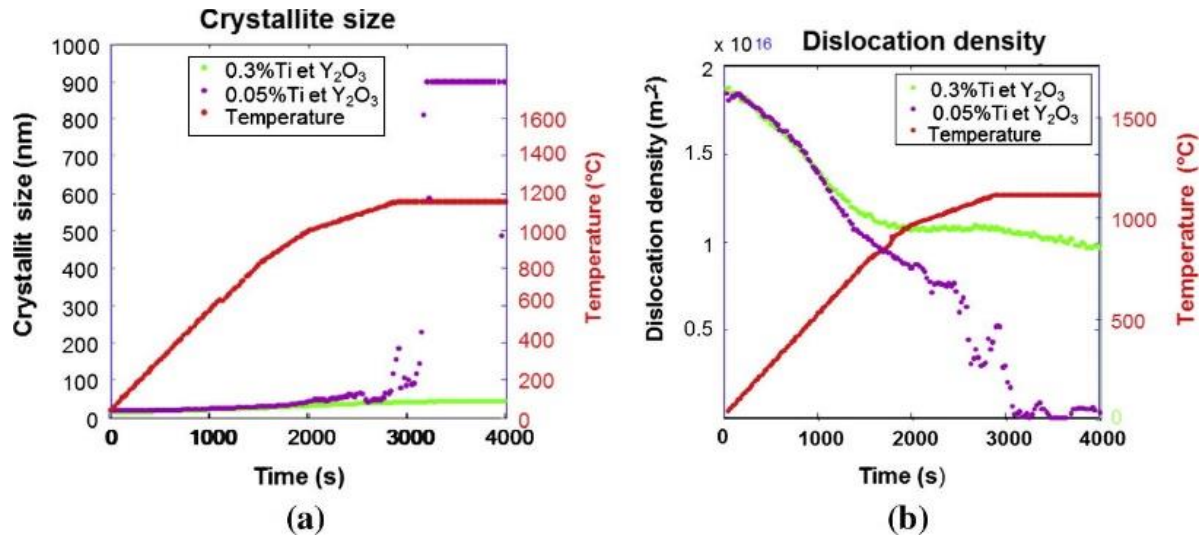 Crystallite size
1000
900
800
700
600
500
400
300
200
100
0
Crystallit size (nm)
0.3%Ti et Y₂O₃
0.05%Ti et Y₂O₃
Temperature
1600
1400
1200
1000
800
600
400
200
0
Temperature (°C)
0
1000
2000
3000
4000
Time (s)
(a)
x 10 16
Dislocation density
2
1.5
1
0.5
Dislocation density (m⁻²)
0.3%Ti et Y₂O₃
0.05%Ti et Y₂O₃
Temperature
1500
1000
500
0
Temperature (°C)
0
1000
2000
3000
4000
Time (s)
(b)